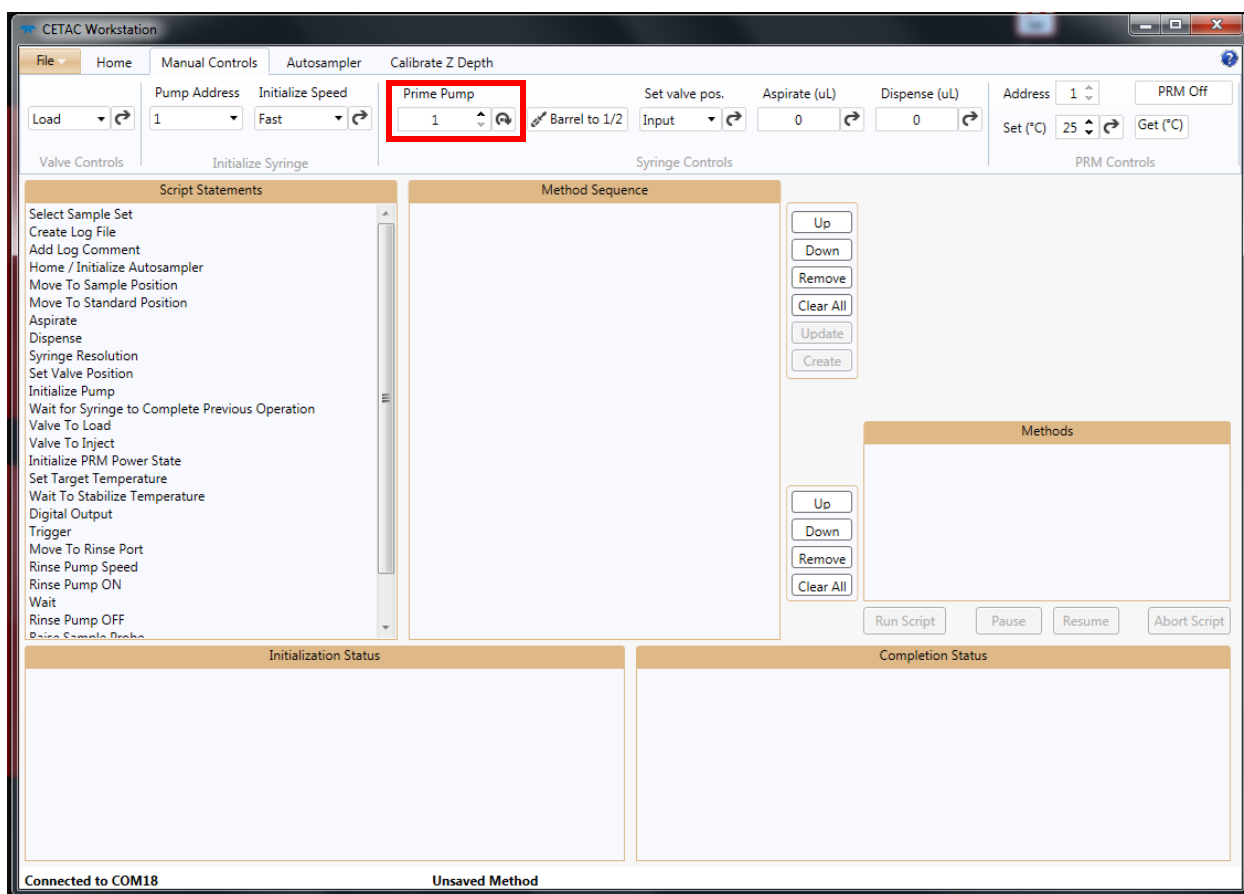 CETAC Workstation
File Home Manual Controls Autosampler Calibrate Z Depth
Pump Address Initialize Speed Prime Pump Set valve pos. Aspirate (uL) Dispense (uL) Address 1 PRM Off
Load 1 Fast 1 Barrel to 1/2 Input 0 0 Set (°C) 25 Get (°C)
Valve Controls Initialize Syringe Syringe Controls PRM Controls
Script Statements
Select Sample Set
Create Log File
Add Log Comment
Home / Initialize Autosampler
Move To Sample Position
Move To Standard Position
Aspirate
Dispense
Syringe Resolution
Set Valve Position
Initialize Pump
Wait for Syringe to Complete Previous Operation
Valve To Load
Valve To Inject
Initialize PRM Power State
Set Target Temperature
Wait To Stabilize Temperature
Digital Output
Trigger
Move To Rinse Port
Rinse Pump Speed
Rinse Pump ON
Wait
Rinse Pump OFF
Raise Sample Probe
Method Sequence
Up
Down
Remove
Clear All
Update
Create
Up
Down
Remove
Clear All
Methods
Run Script Pause Resume Abort Script
Initialization Status
Completion Status
Connected to COM18 Unsaved Method